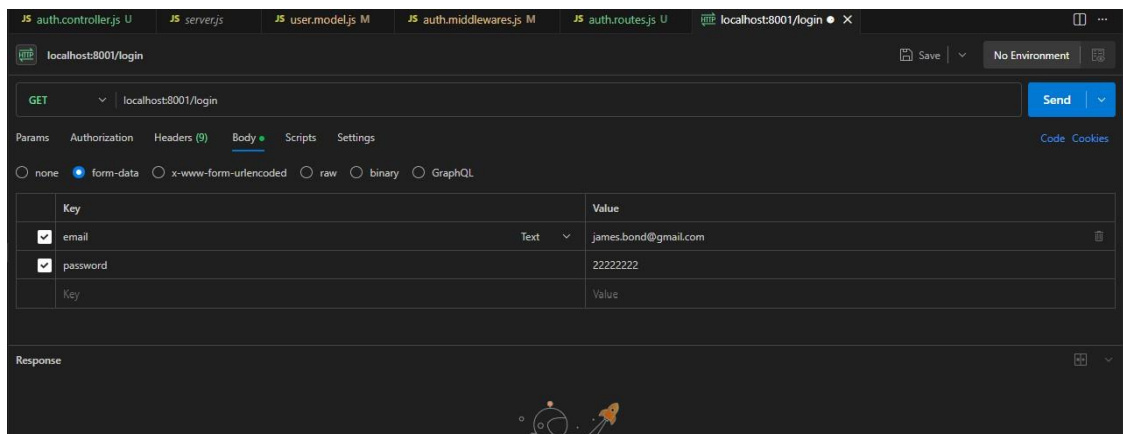 JS auth.controller.js U JS server.js JS user.model.js M JS auth.middlewares.js M JS auth.routes.js U HTTP localhost:8001/login
HTTP localhost:8001/login Save No Environment
GET localhost:8001/login Send
Params Authorization Headers (9) Body Scripts Settings Code Cookies
none form-data x-www-form-urlencoded raw binary GraphQL
Key Value
email Text james.bond@gmail.com
password 22222222
Key Value
Response